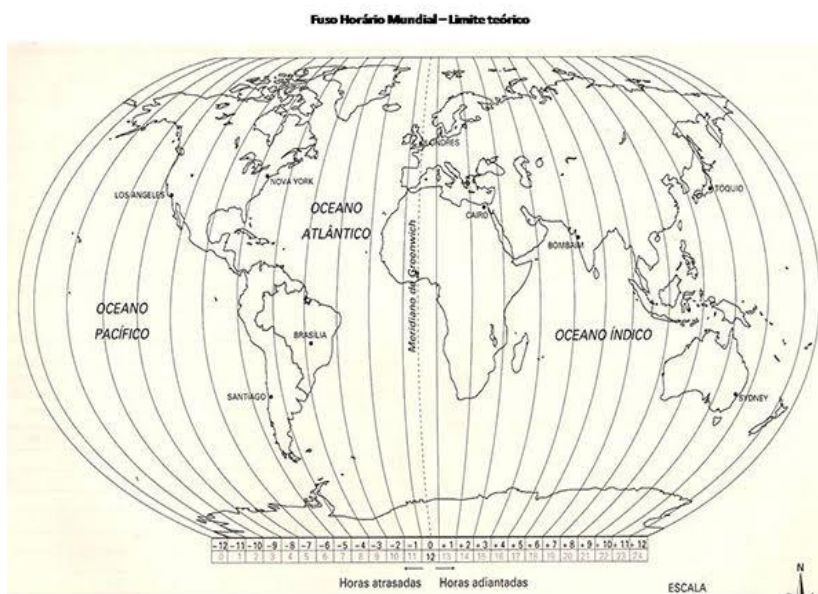 Fuso Horário Mundial – Limite teórico
LONDRES
NOVA YORK
LOS ANGELES
TÓQUIO
OCEANO
ATLÂNTICO
CAIRO
BOMBAIM
Meridiano de Greenwich
OCEANO
PACÍFICO
BRASÍLIA
OCEANO ÍNDICO
SANTIAGO
SYDNEY
-12 -11 -10 -9 -8 -7 -6 -5 -4 -3 -2 -1 0 +1 +2 +3 +4 +5 +6 +7 +8 +9 +10 +11 +12
0 1 2 3 4 5 6 7 8 9 10 11 12 13 14 15 16 17 18 19 20 21 22 23 24
Horas atrasadas Horas adiantadas
N
ESCALA